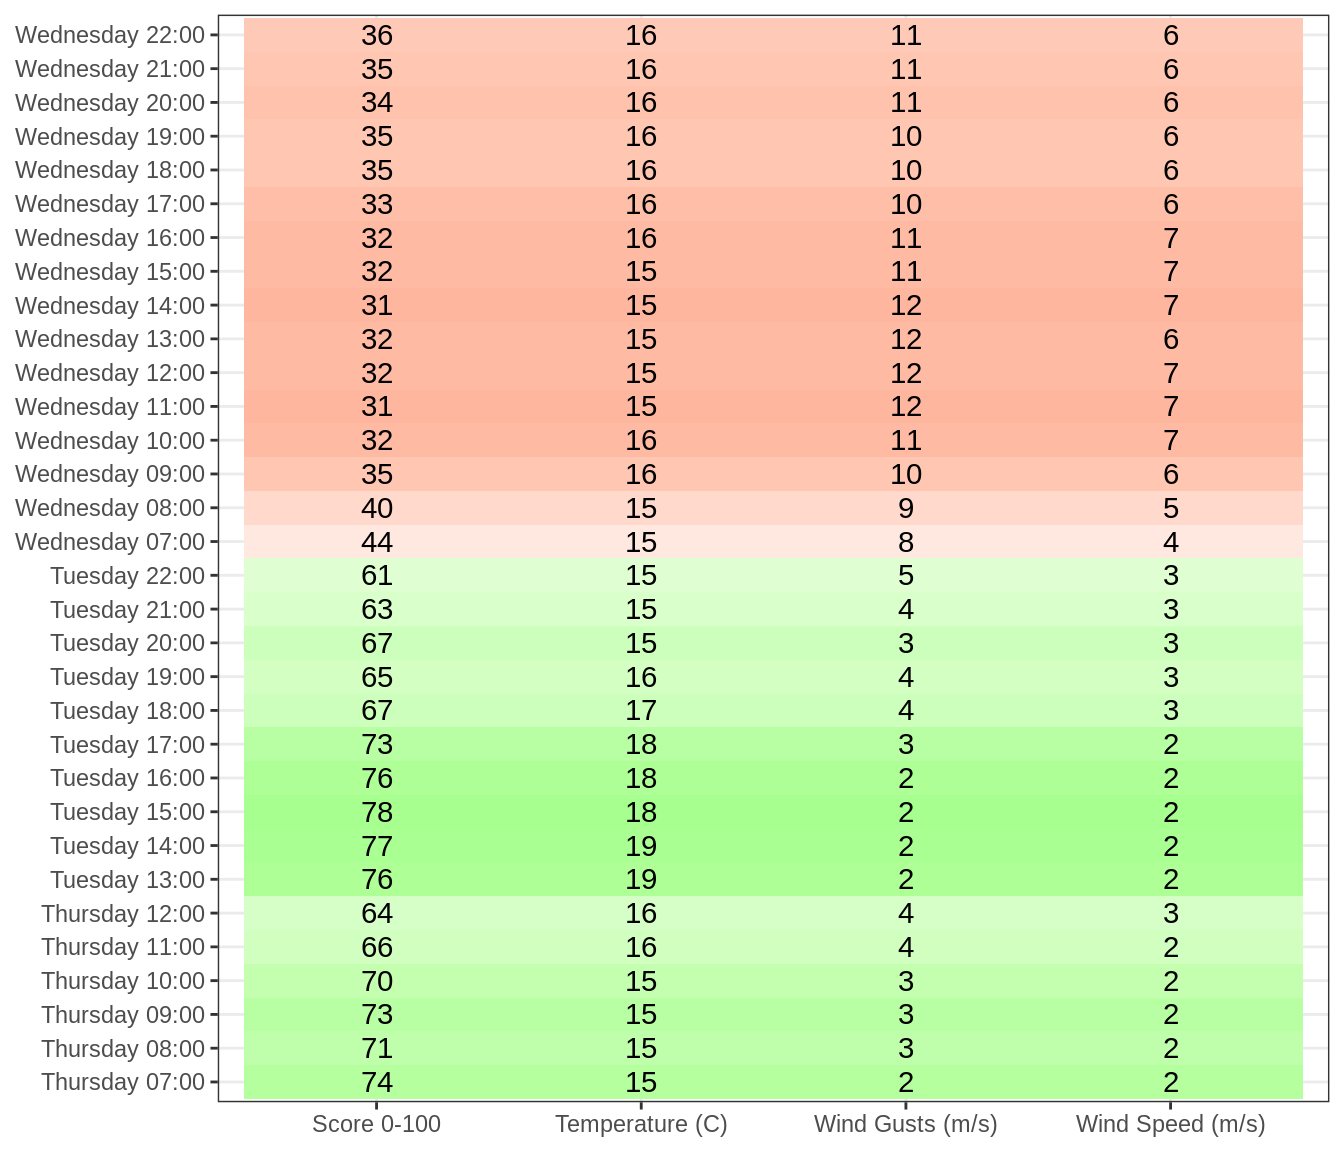 Wednesday 22:00 36 16 11 6
Wednesday 21:00 35 16 11 6
Wednesday 20:00 34 16 11 6
Wednesday 19:00 35 16 10 6
Wednesday 18:00 35 16 10 6
Wednesday 17:00 33 16 10 6
Wednesday 16:00 32 16 11 7
Wednesday 15:00 32 15 11 7
Wednesday 14:00 31 15 12 7
Wednesday 13:00 32 15 12 6
Wednesday 12:00 32 15 12 7
Wednesday 11:00 31 15 12 7
Wednesday 10:00 32 16 11 7
Wednesday 09:00 35 16 10 6
Wednesday 08:00 40 15 9 5
Wednesday 07:00 44 15 8 4
Tuesday 22:00 61 15 5 3
Tuesday 21:00 63 15 4 3
Tuesday 20:00 67 15 3 3
Tuesday 19:00 65 16 4 3
Tuesday 18:00 67 17 4 3
Tuesday 17:00 73 18 3 2
Tuesday 16:00 76 18 2 2
Tuesday 15:00 78 18 2 2
Tuesday 14:00 77 19 2 2
Tuesday 13:00 76 19 2 2
Thursday 12:00 64 16 4 3
Thursday 11:00 66 16 4 2
Thursday 10:00 70 15 3 2
Thursday 09:00 73 15 3 2
Thursday 08:00 71 15 3 2
Thursday 07:00 74 15 2 2
Score 0-100 Temperature (C) Wind Gusts (m/s) Wind Speed (m/s)